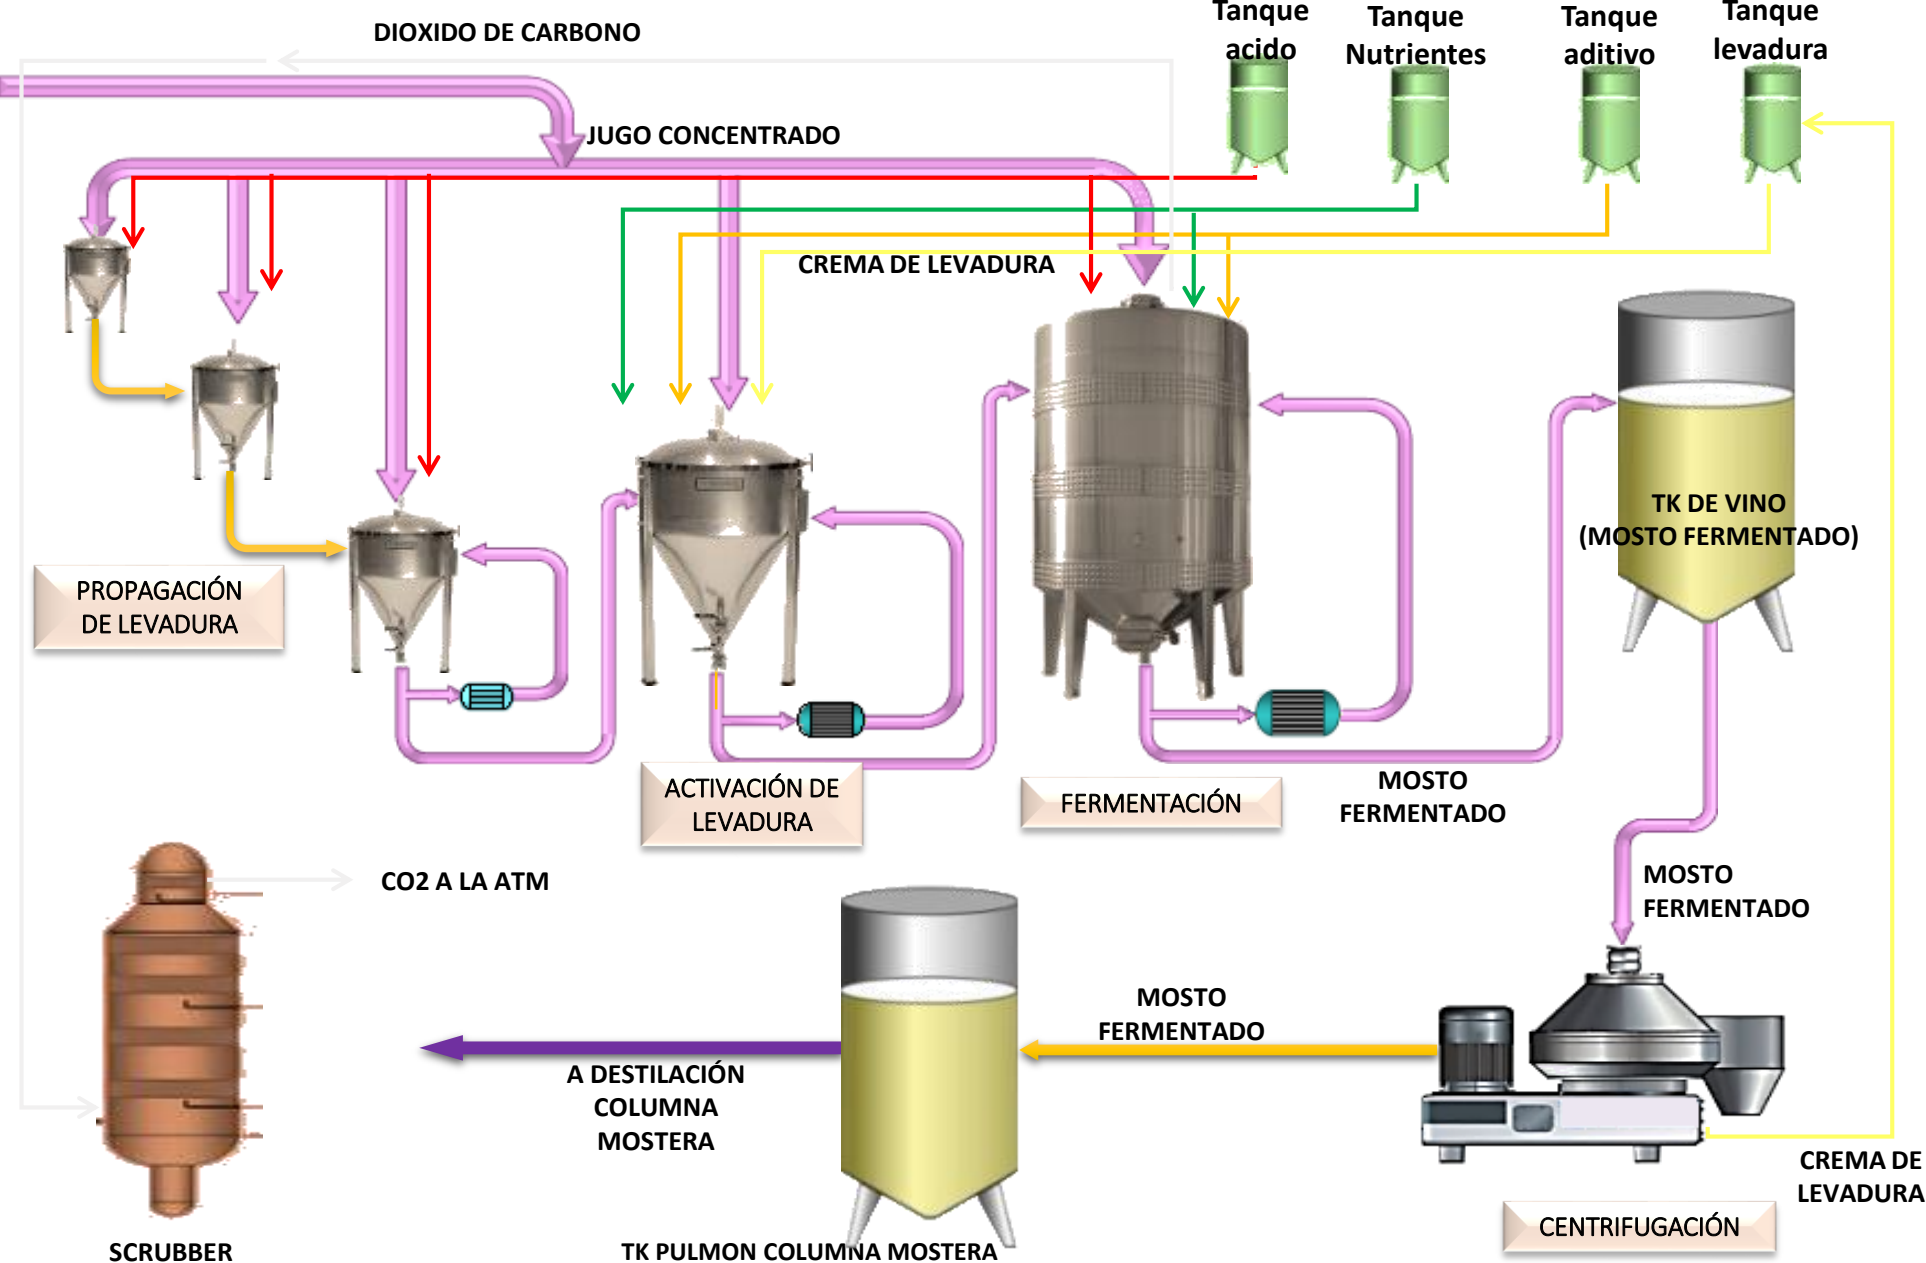 DIOXIDO DE CARBONO
Tanque
acido
Tanque
Nutrientes
Tanque
aditivo
Tanque
levadura
JUGO CONCENTRADO
CREMA DE LEVADURA
TK DE VINO
(MOSTO FERMENTADO)
PROPAGACIÓN
DE LEVADURA
ACTIVACIÓN DE
LEVADURA
FERMENTACIÓN
MOSTO
FERMENTADO
MOSTO
FERMENTADO
CO2 A LA ATM
MOSTO
FERMENTADO
A DESTILACIÓN
COLUMNA
MOSTERA
CREMA DE
LEVADURA
CENTRIFUGACIÓN
SCRUBBER
TK PULMON COLUMNA MOSTERA